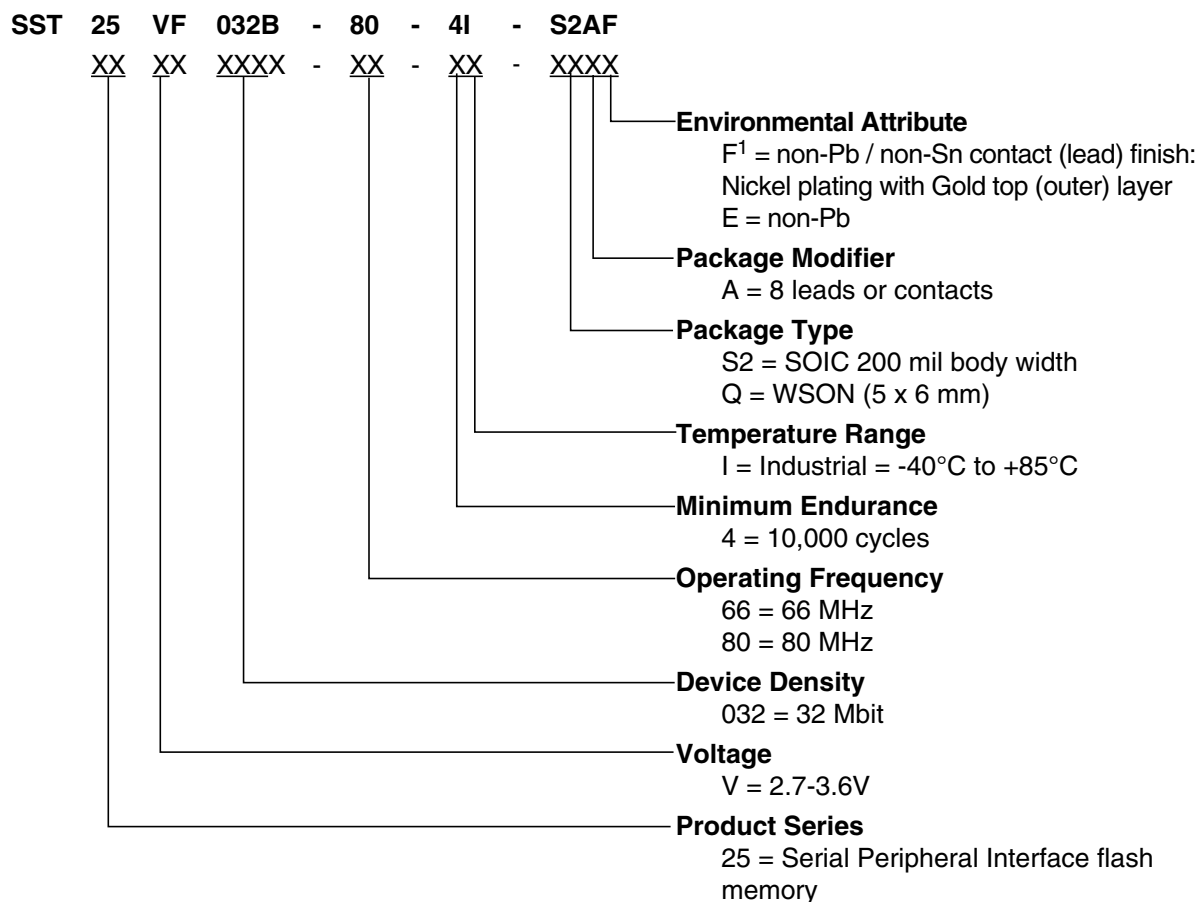 SST 25 VF 032B - 80 - 4I - S2AF
XX XX XXXX - XX - XX - XXXX
Environmental Attribute
F¹ = non-Pb / non-Sn contact (lead) finish:
Nickel plating with Gold top (outer) layer
E = non-Pb
Package Modifier
A = 8 leads or contacts
Package Type
S2 = SOIC 200 mil body width
Q = WSON (5 x 6 mm)
Temperature Range
I = Industrial = -40°C to +85°C
Minimum Endurance
4 = 10,000 cycles
Operating Frequency
66 = 66 MHz
80 = 80 MHz
Device Density
032 = 32 Mbit
Voltage
V = 2.7-3.6V
Product Series
25 = Serial Peripheral Interface flash
memory